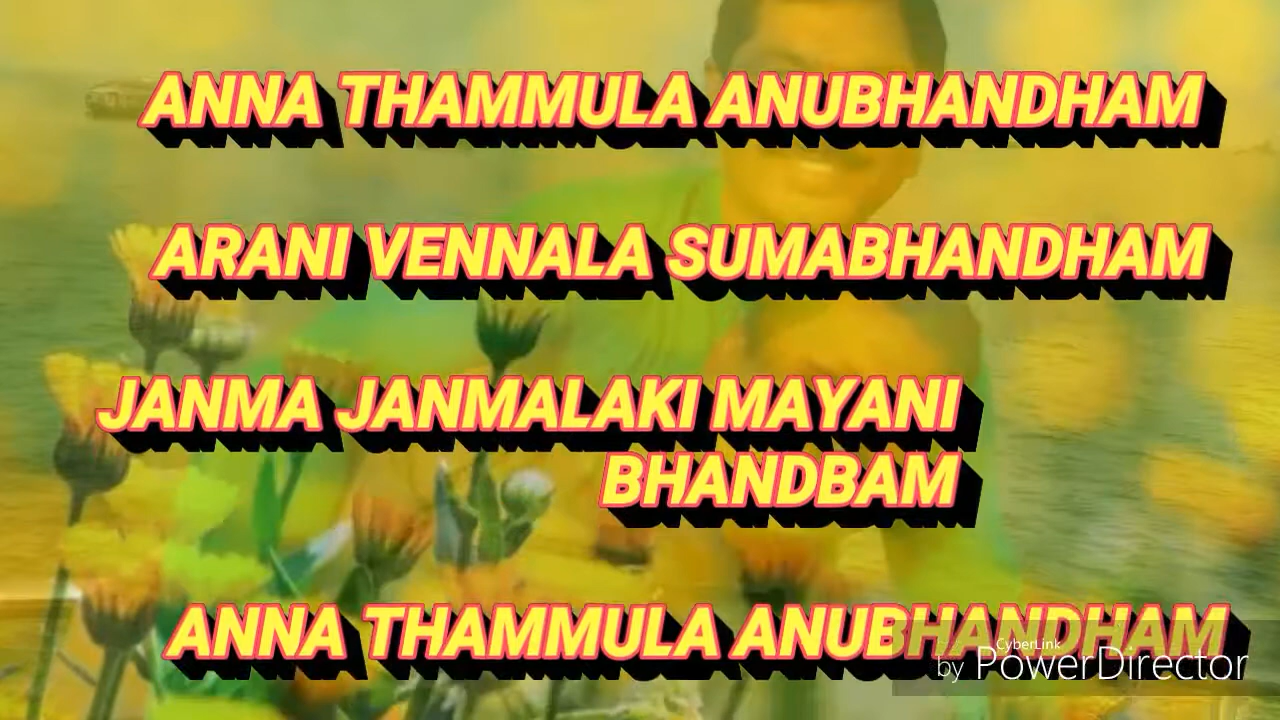 ANNA THAMMULA ANUBHANDHAM
ARANI VENNALA SUMABHANDHAM
JANMA JANMALAKI MAYANI
BHANDBAM
ANNA THAMMULA ANUBHANDHAM
CyberLink
by PowerDirector